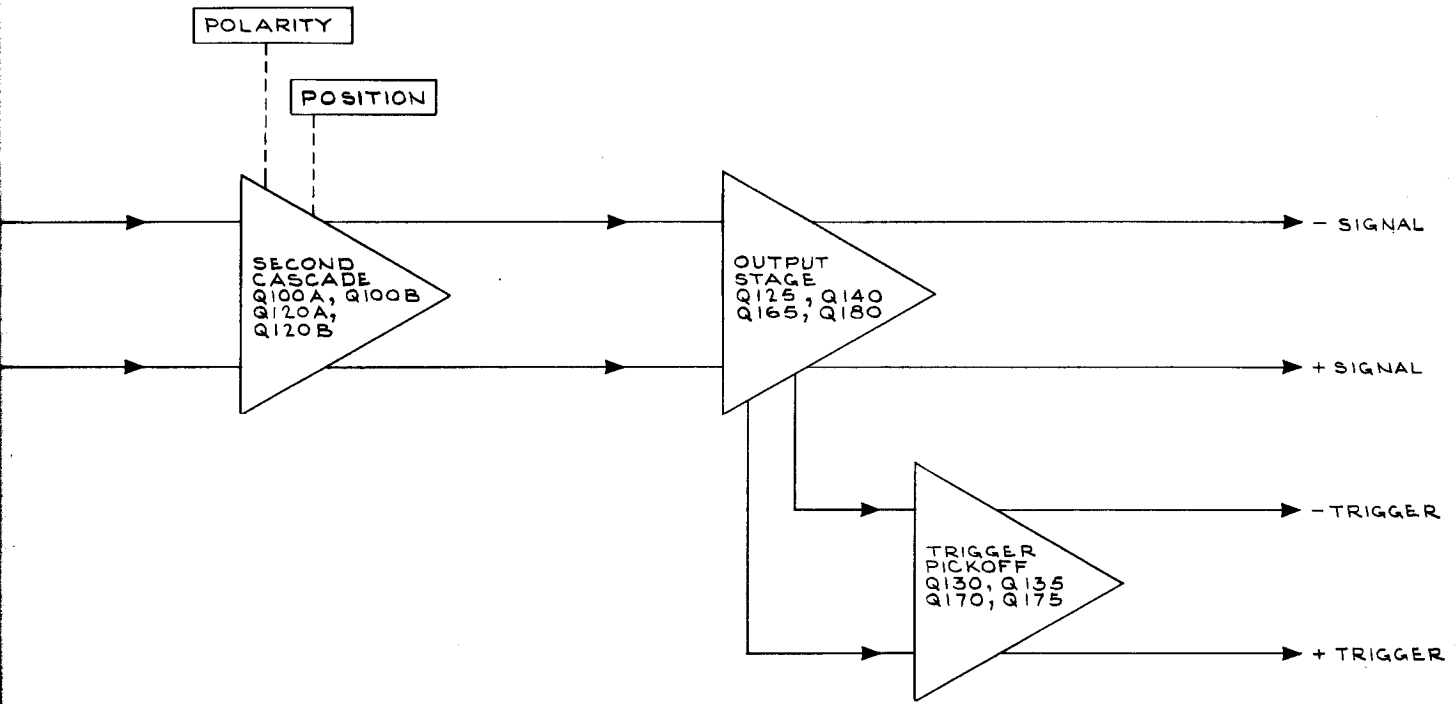 POLARITY
POSITION
SECOND
CASCADE
Q100A, Q100B
Q120A,
Q120B
OUTPUT
STAGE
Q125, Q140
Q165, Q180
- SIGNAL
+ SIGNAL
TRIGGER
PICKOFF
Q130, Q135
Q170, Q175
- TRIGGER
+ TRIGGER